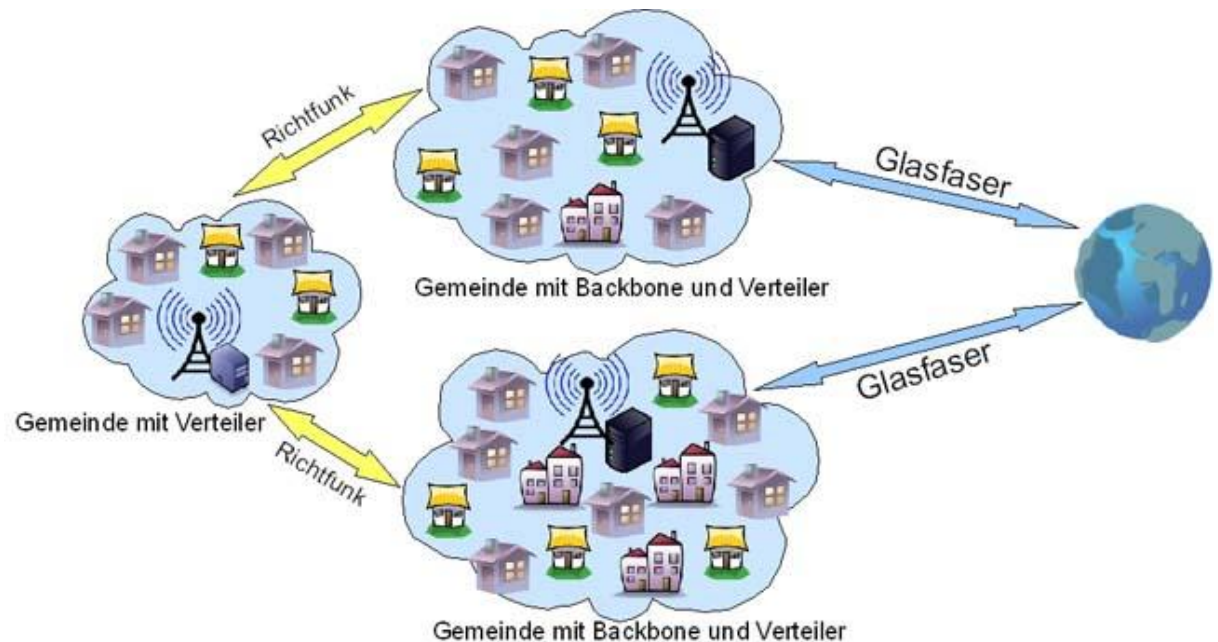 Richtfunk
Glasfaser
Gemeinde mit Backbone und Verteiler
Gemeinde mit Verteiler
Richtfunk
Glasfaser
Gemeinde mit Backbone und Verteiler